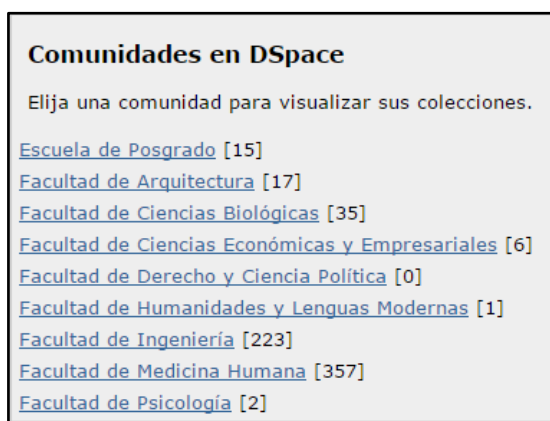 Comunidades en DSpace
Elija una comunidad para visualizar sus colecciones.
Escuela de Posgrado [15]
Facultad de Arquitectura [17]
Facultad de Ciencias Biológicas [35]
Facultad de Ciencias Económicas y Empresariales [6]
Facultad de Derecho y Ciencia Política [0]
Facultad de Humanidades y Lenguas Modernas [1]
Facultad de Ingeniería [223]
Facultad de Medicina Humana [357]
Facultad de Psicología [2]